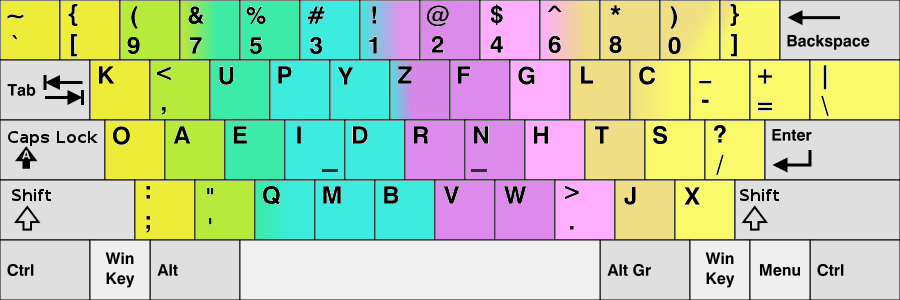 ~ { ( & % # ! @ $ ^ * ) }
` [ 9 7 5 3 1 2 4 6 8 0 ] Backspace
Tab K < U P Y Z F G L C _ + |
, - = \
Caps Lock O A E I D R N H T S ? Enter
A _ _ /
Shift : " Q M B V W > J X Shift
; ' .
Ctrl Win Key Alt Alt Gr Win Key Menu Ctrl